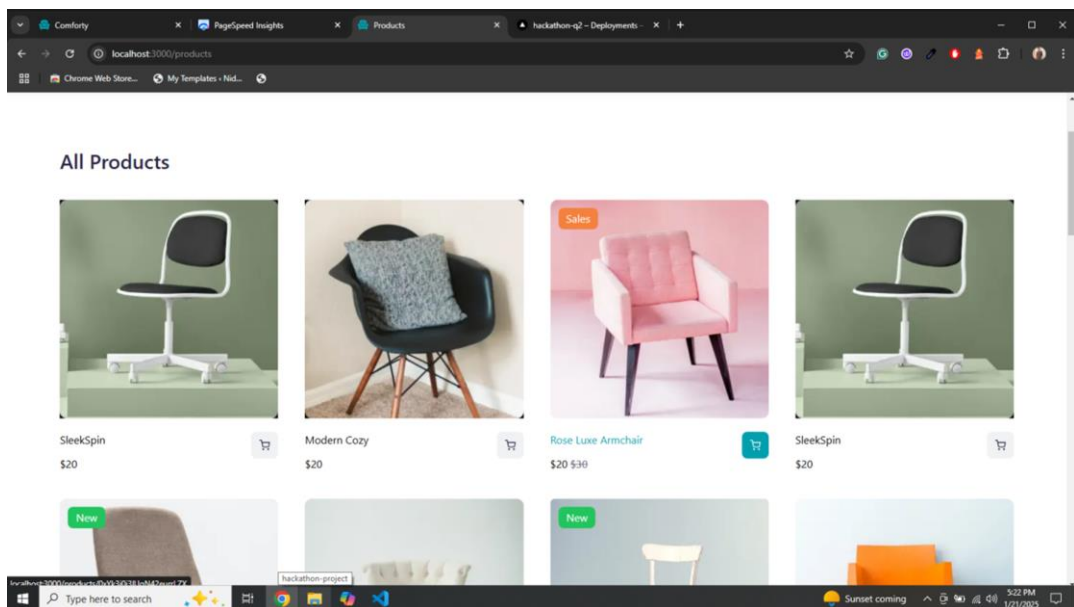 Comforty
PageSpeed Insights
Products
hackathon-q2 – Deployments –
localhost:3000/products
Chrome Web Store...
My Templates ‹ Nid...
All Products
Sales
SleekSpin
Modern Cozy
Rose Luxe Armchair
SleekSpin
$20
$20
$20 $30
$20
New
New
hackathon-project
Type here to search
Sunset coming
5:22 PM
1/21/2025